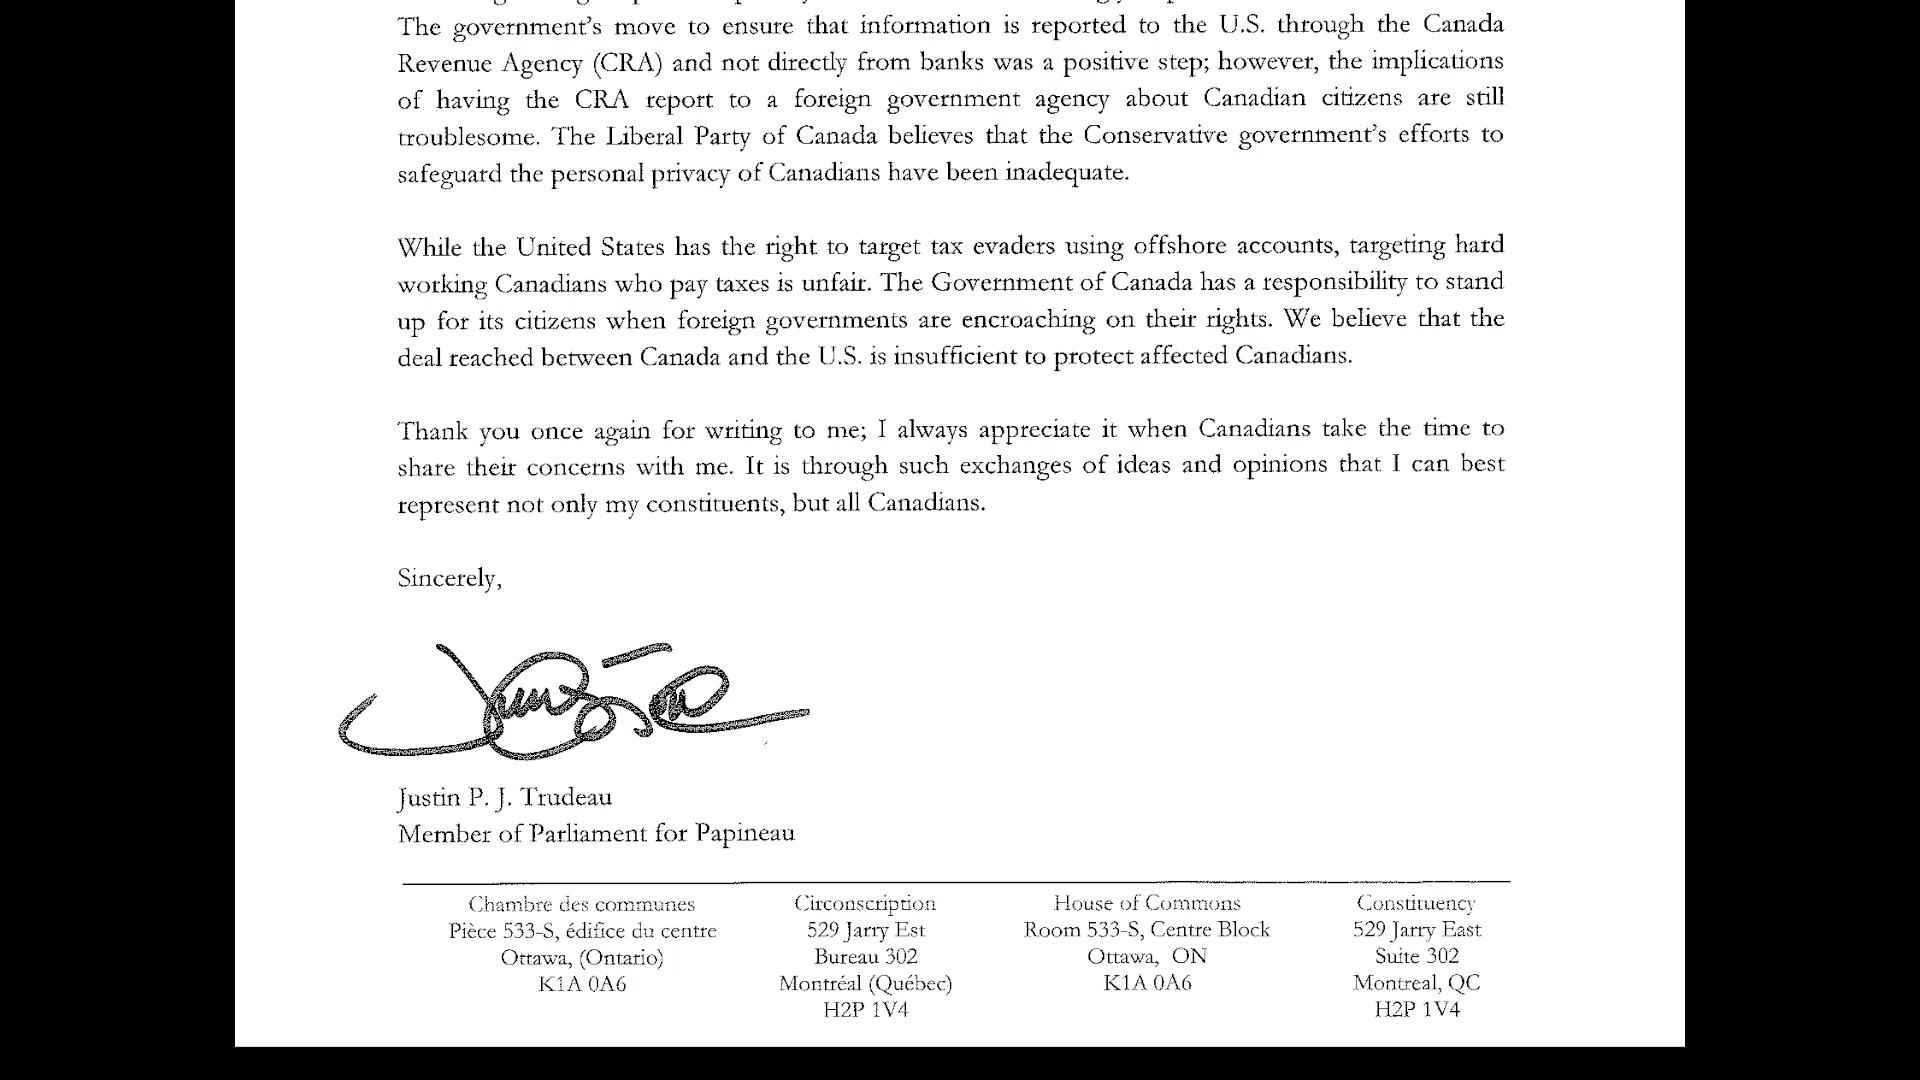 The government's move to ensure that information is reported to the U.S. through the Canada
Revenue Agency (CRA) and not directly from banks was a positive step; however, the implications
of having the CRA report to a foreign government agency about Canadian citizens are still
troublesome. The Liberal Party of Canada believes that the Conservative government's efforts to
safeguard the personal privacy of Canadians have been inadequate.
While the United States has the right to target tax evaders using offshore accounts, targeting hard
working Canadians who pay taxes is unfair. The Government of Canada has a responsibility to stand
up for its citizens when foreign governments are encroaching on their rights. We believe that the
deal reached between Canada and the U.S. is insufficient to protect affected Canadians.
Thank you once again for writing to me; I always appreciate it when Canadians take the time to
share their concerns with me. It is through such exchanges of ideas and opinions that I can best
represent not only my constituents, but all Canadians.
Sincerely,
Justin P. J. Trudeau
Member of Parliament for Papineau
Chambre des communes
Pièce 533-S, édifice du centre
Ottawa, (Ontario)
K1A 0A6
Circonscription
529 Jarry Est
Bureau 302
Montréal (Québec)
H2P 1V4
House of Commons
Room 533-S, Centre Block
Ottawa, ON
K1A 0A6
Constituency
529 Jarry East
Suite 302
Montreal, QC
H2P 1V4